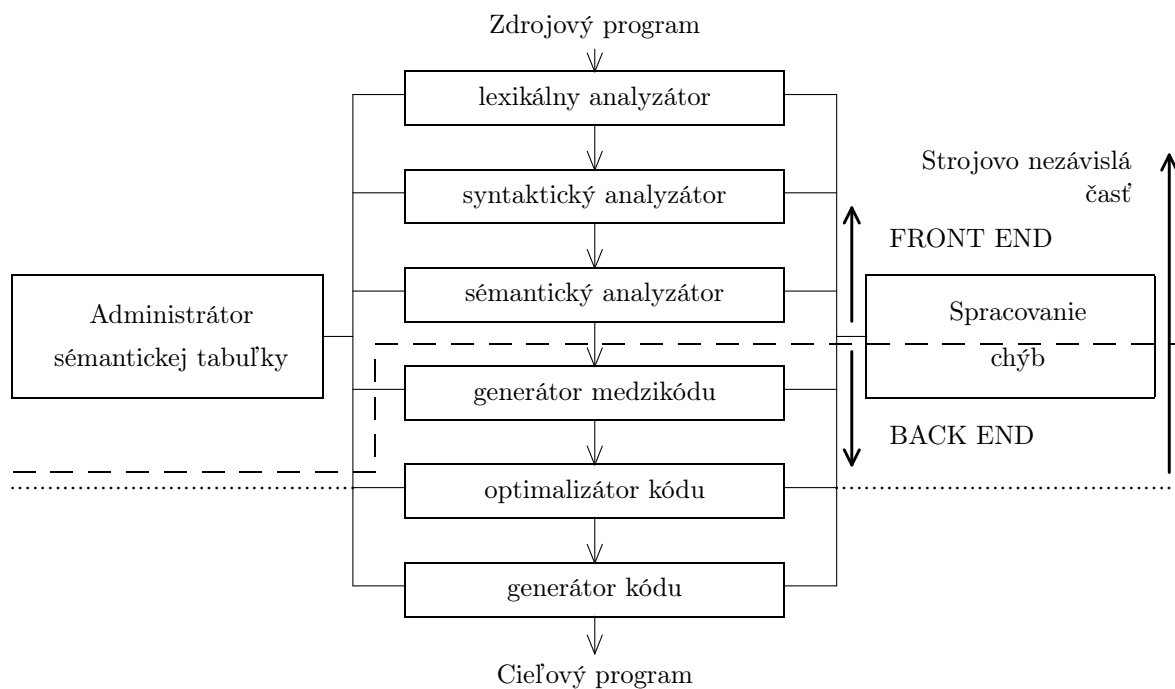 Zdrojový program
lexikálny analyzátor
Strojovo nezávislá
časť
syntaktický analyzátor
FRONT END
sémantický analyzátor
Administrátor
sémantickej tabuľky
Spracovanie
chýb
generátor medzikódu
BACK END
optimalizátor kódu
generátor kódu
Cieľový program